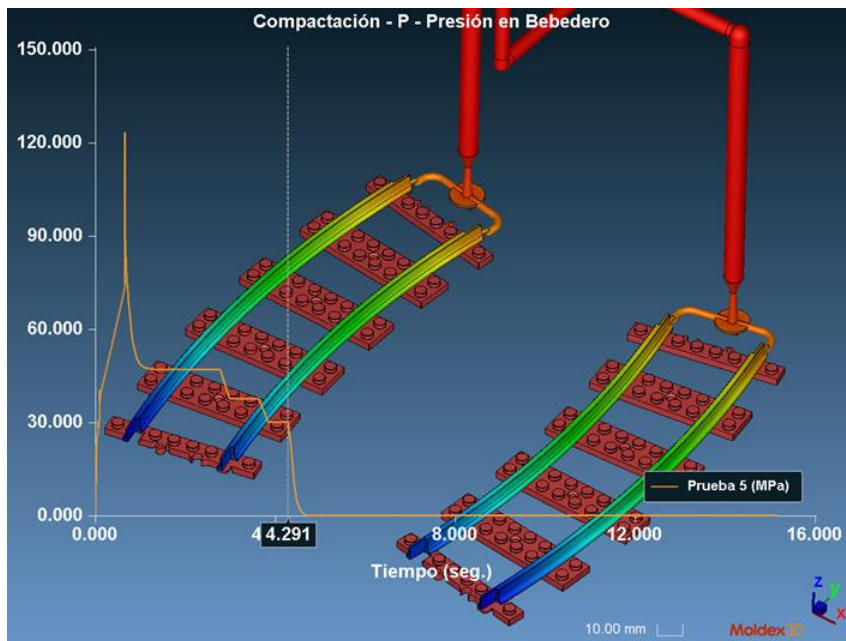 Compactación - P - Presión en Bebedero
150.000
120.000
90.000
60.000
30.000
0.000
Prueba 5 (MPa)
0.000 4 4.291 8.000 12.000 16.000
Tiempo (seg.)
z
y
x
10.00 mm
Moldex3D